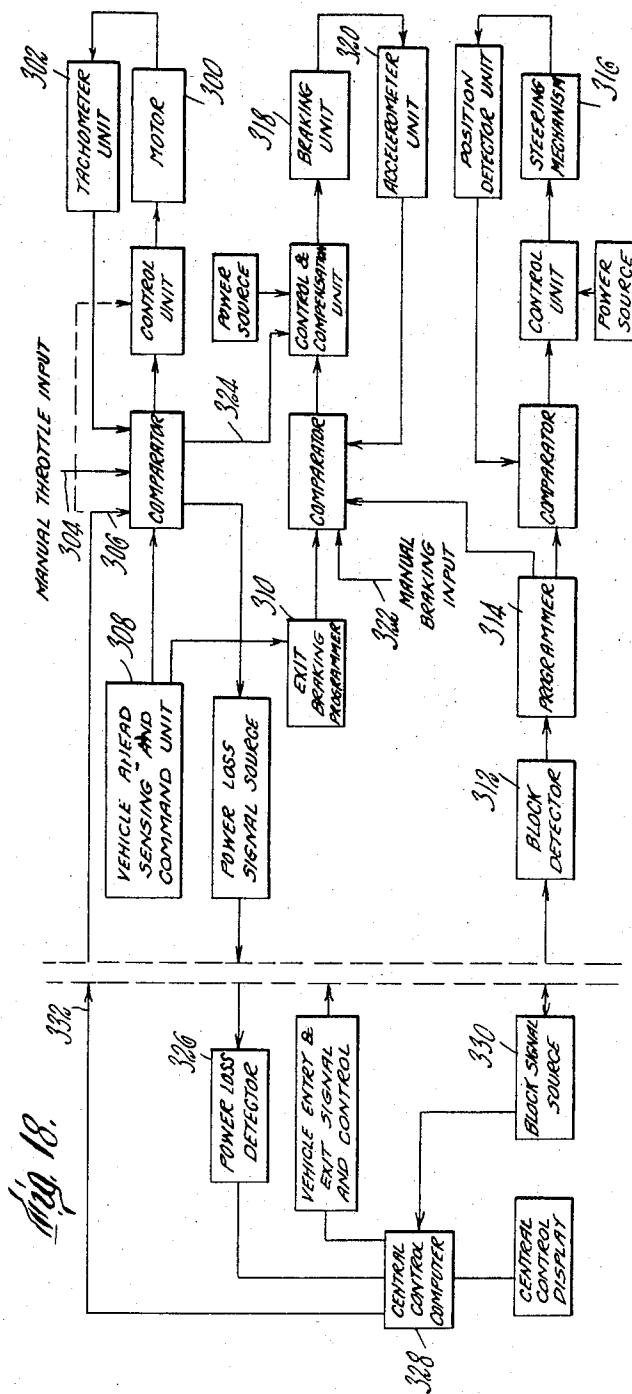 Fig. 18.
332
326
POWER LOSS
DETECTOR
VEHICLE ENTRY &
EXIT SIGNAL
AND CONTROL
CENTRAL
CONTROL
COMPUTER
328
330
BLOCK SIGNAL
SOURCE
CENTRAL
CONTROL
DISPLAY
MANUAL THROTTLE INPUT
304
306
308
VEHICLE AHEAD
SENSING AND
COMMAND UNIT
POWER LOSS
SIGNAL SOURCE
310
EXIT
BRAKING
PROGRAMMER
322
MANUAL
BRAKING
INPUT
312
BLOCK
DETECTOR
314
PROGRAMMER
COMPARATOR
324
COMPARATOR
COMPARATOR
CONTROL
UNIT
POWER
SOURCE
CONTROL &
COMPENSATION
UNIT
CONTROL
UNIT
POWER
SOURCE
302
TACHOMETER
UNIT
MOTOR
300
318
BRAKING
UNIT
ACCELEROMETER
UNIT
320
POSITION
DETECTOR UNIT
STEERING
MECHANISM
316